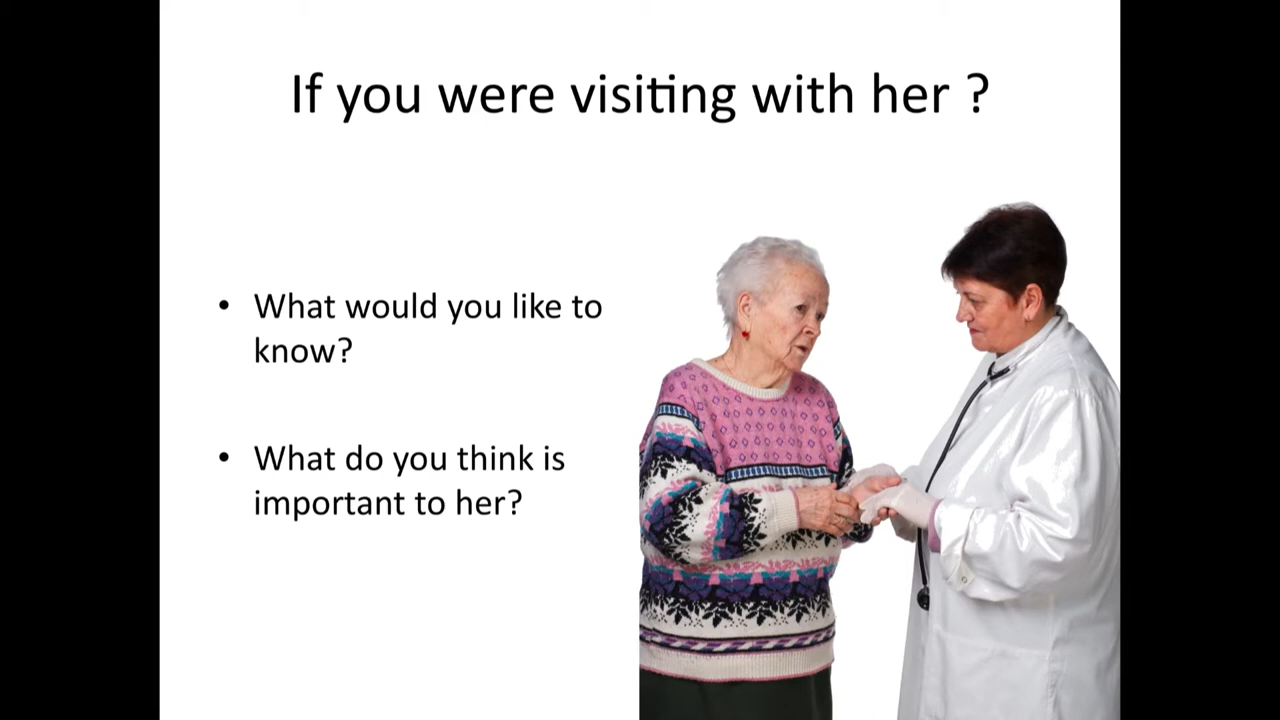 If you were visiting with her ?
• What would you like to
know?
• What do you think is
important to her?